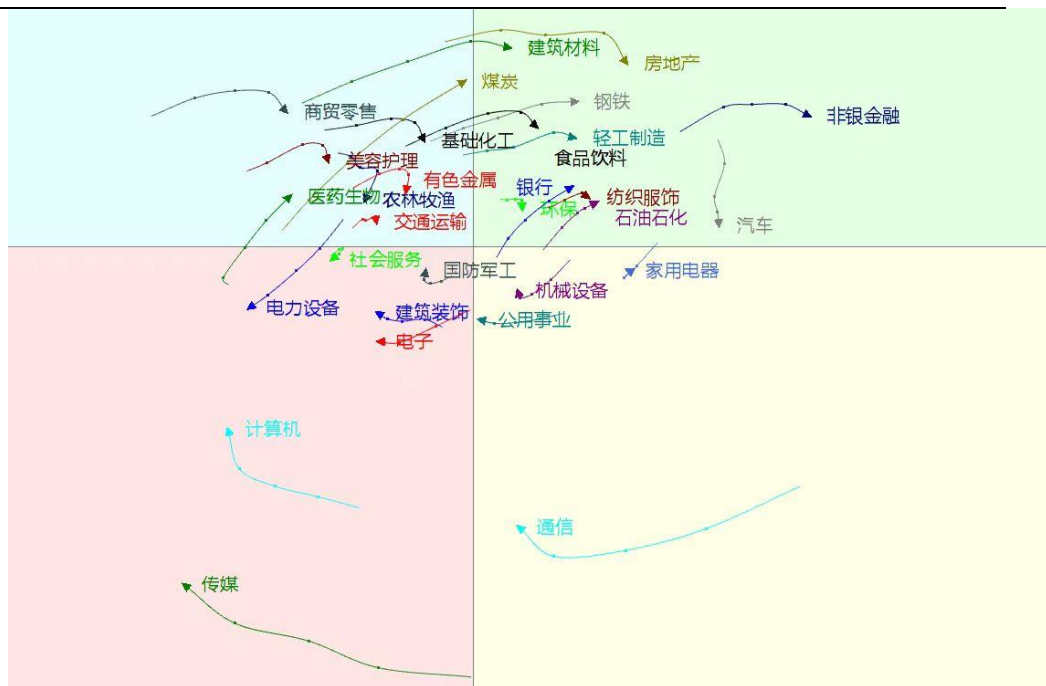 建筑材料
房地产
煤炭
钢铁
商贸零售
非银金融
基础化工
轻工制造
食品饮料
美容护理
有色金属
银行
医药生物
农林牧渔
纺织服饰
环保
石油石化
交通运输
汽车
社会服务
国防军工
家用电器
机械设备
电力设备
建筑装饰
公用事业
电子
计算机
通信
传媒